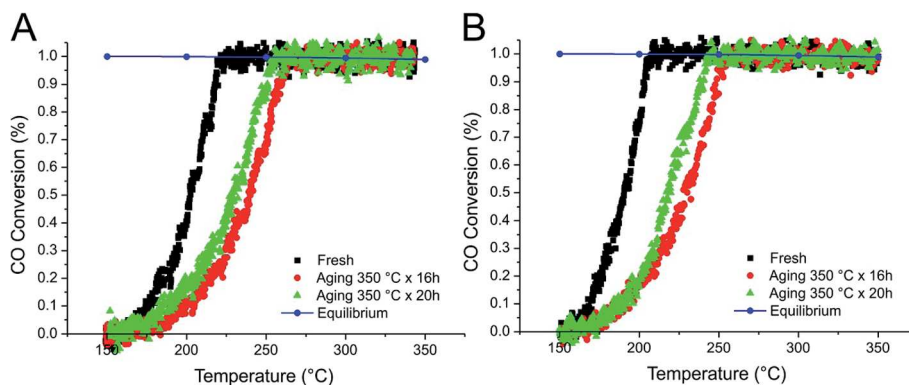 A
CO Conversion (%)
1.0
0.9
0.8
0.7
0.6
0.5
0.4
0.3
0.2
0.1
0.0
Fresh
Aging 350 °C x 16h
Aging 350 °C x 20h
Equilibrium
150 200 250 300 350
Temperature (°C)
B
CO Conversion (%)
1.0
0.9
0.8
0.7
0.6
0.5
0.4
0.3
0.2
0.1
0.0
Fresh
Aging 350 °C x 16h
Aging 350 °C x 20h
Equilibrium
150 200 250 300 350
Temperature (°C)